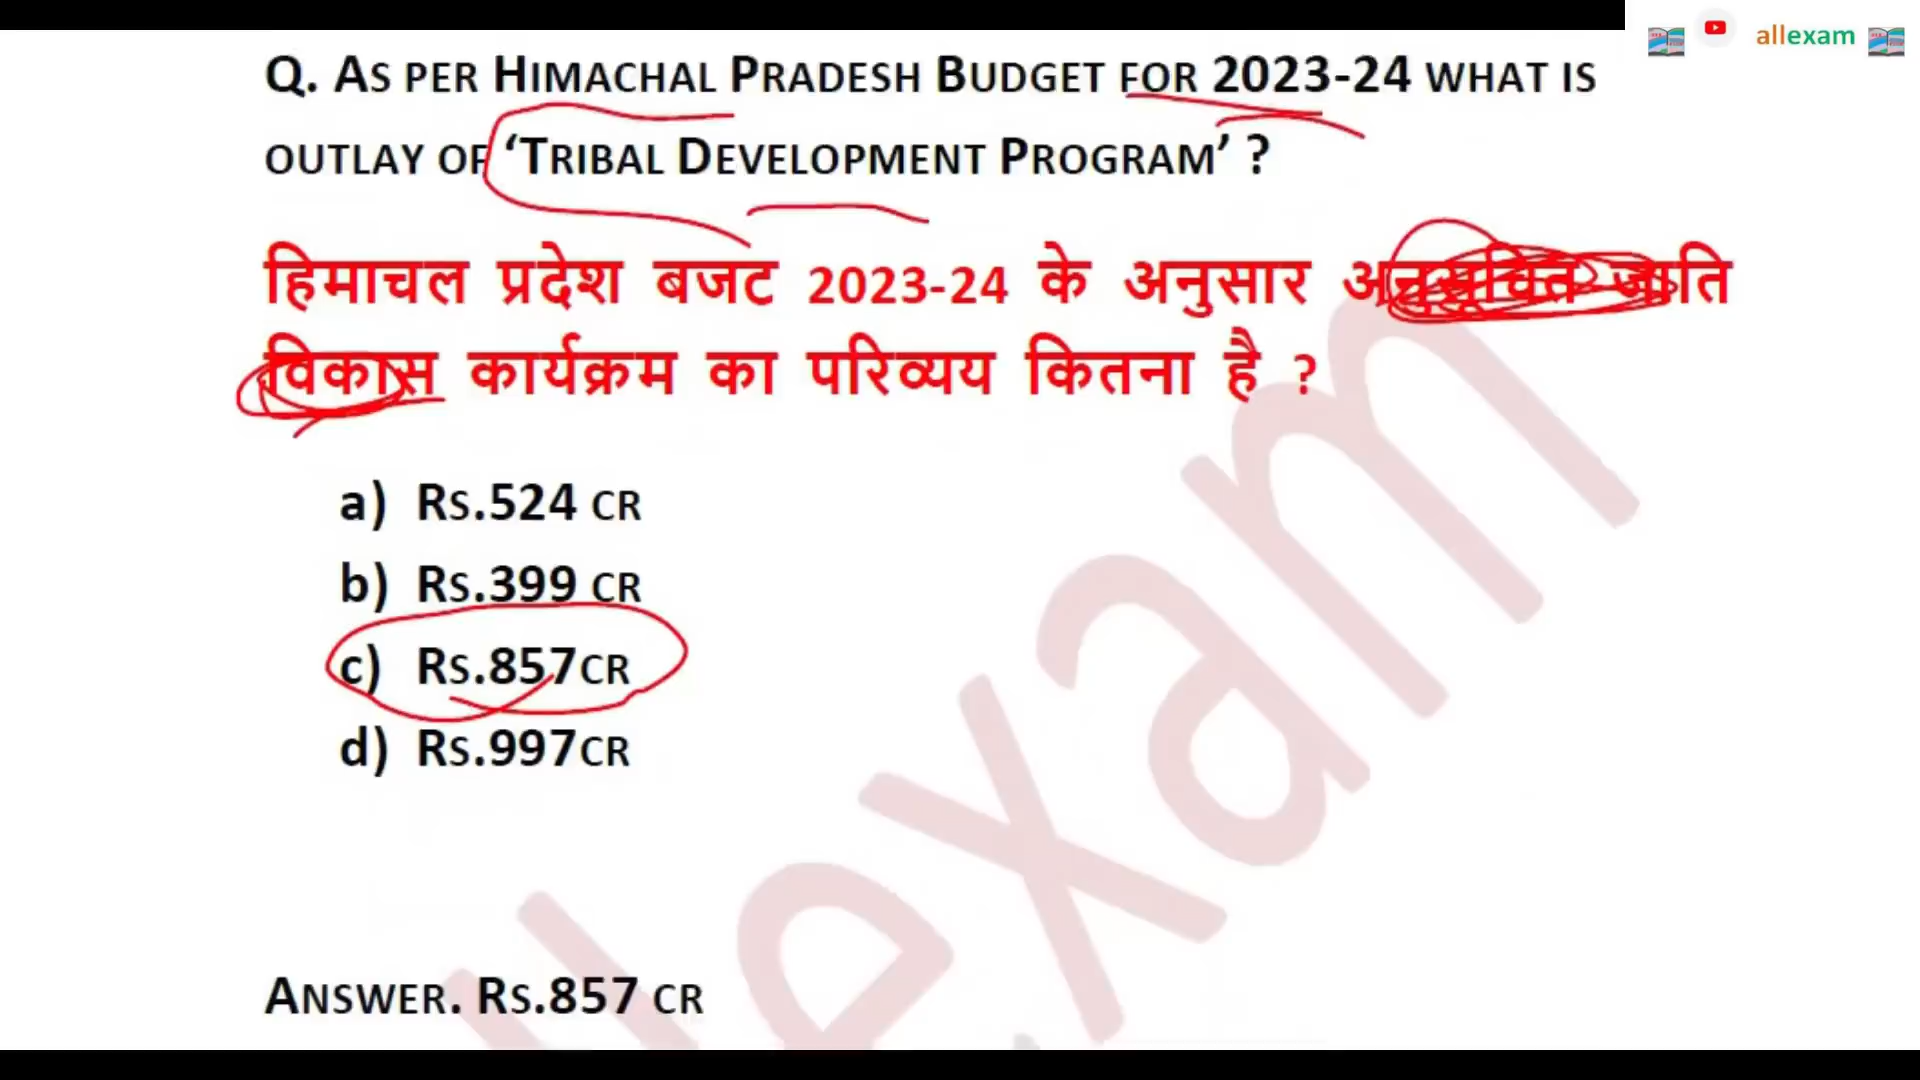 allexam
Q. As per Himachal Pradesh Budget for 2023-24 what is
outlay of ‘Tribal Development Program’ ?
हिमाचल प्रदेश बजट 2023-24 के अनुसार अनुसूचित जाति
विकास कार्यक्रम का परिव्यय कितना है ?
a) Rs.524 cr
b) Rs.399 cr
c) Rs.857cr
d) Rs.997cr
Answer. Rs.857 cr